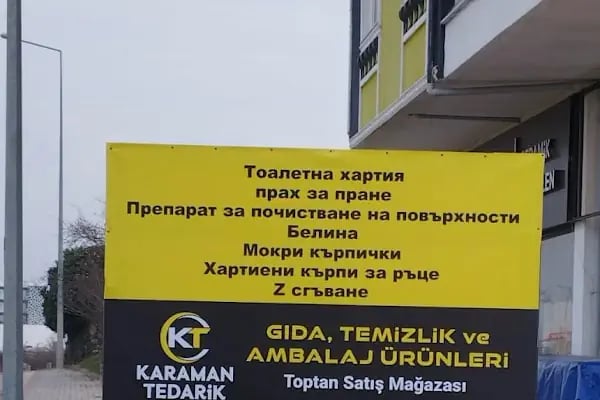 Тоалетна хартия
прах за пране
Препарат за почистване на повърхности
Белина
Мокри кърпички
Хартиени кърпи за ръце
Z сгъване
KT
KARAMAN
TEDARİK
GIDA, TEMİZLİK ve
AMBALAJ ÜRÜNLERİ
Toptan Satış Mağazası